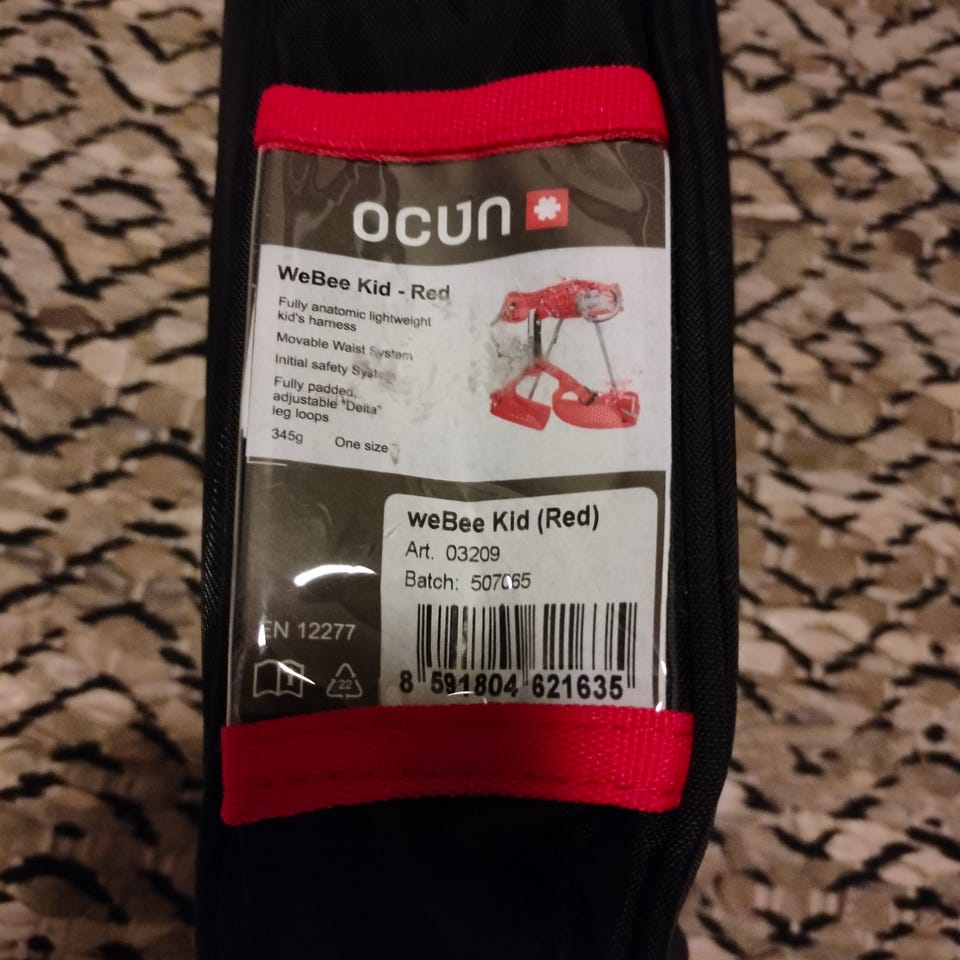 OCUN
WeBee Kid - Red
Fully anatomic lightweight
kid's harness
Movable Waist System
Initial safety System
Fully padded,
adjustable "Delta"
leg loops
345g One size
weBee Kid (Red)
Art. 03209
Batch: 507065
EN 12277
i
22
8 591804 621635